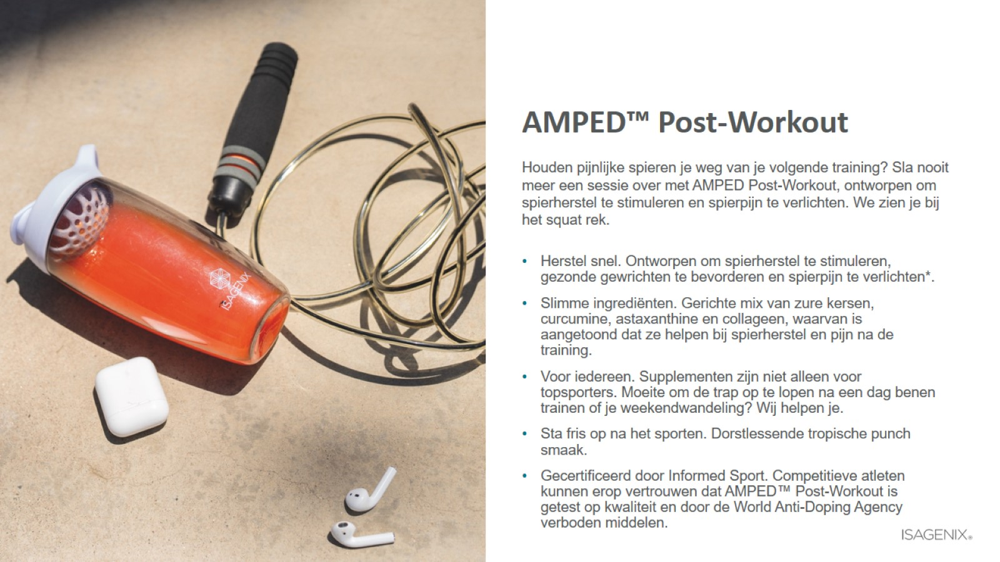 AMPED™ Post-Workout
Houden pijnlijke spieren je weg van je volgende training? Sla nooit
meer een sessie over met AMPED Post-Workout, ontworpen om
spierherstel te stimuleren en spierpijn te verlichten. We zien je bij
het squat rek.
• Herstel snel. Ontworpen om spierherstel te stimuleren,
gezonde gewrichten te bevorderen en spierpijn te verlichten*.
• Slimme ingrediënten. Gerichte mix van zure kersen,
curcumine, astaxanthine en collageen, waarvan is
aangetoond dat ze helpen bij spierherstel en pijn na de
training.
• Voor iedereen. Supplementen zijn niet alleen voor
topsporters. Moeite om de trap op te lopen na een dag benen
trainen of je weekendwandeling? Wij helpen je.
• Sta fris op na het sporten. Dorstlessende tropische punch
smaak.
• Gecertificeerd door Informed Sport. Competitieve atleten
kunnen erop vertrouwen dat AMPED™ Post-Workout is
getest op kwaliteit en door de World Anti-Doping Agency
verboden middelen.
ISAGENIX®
ISAGENIX